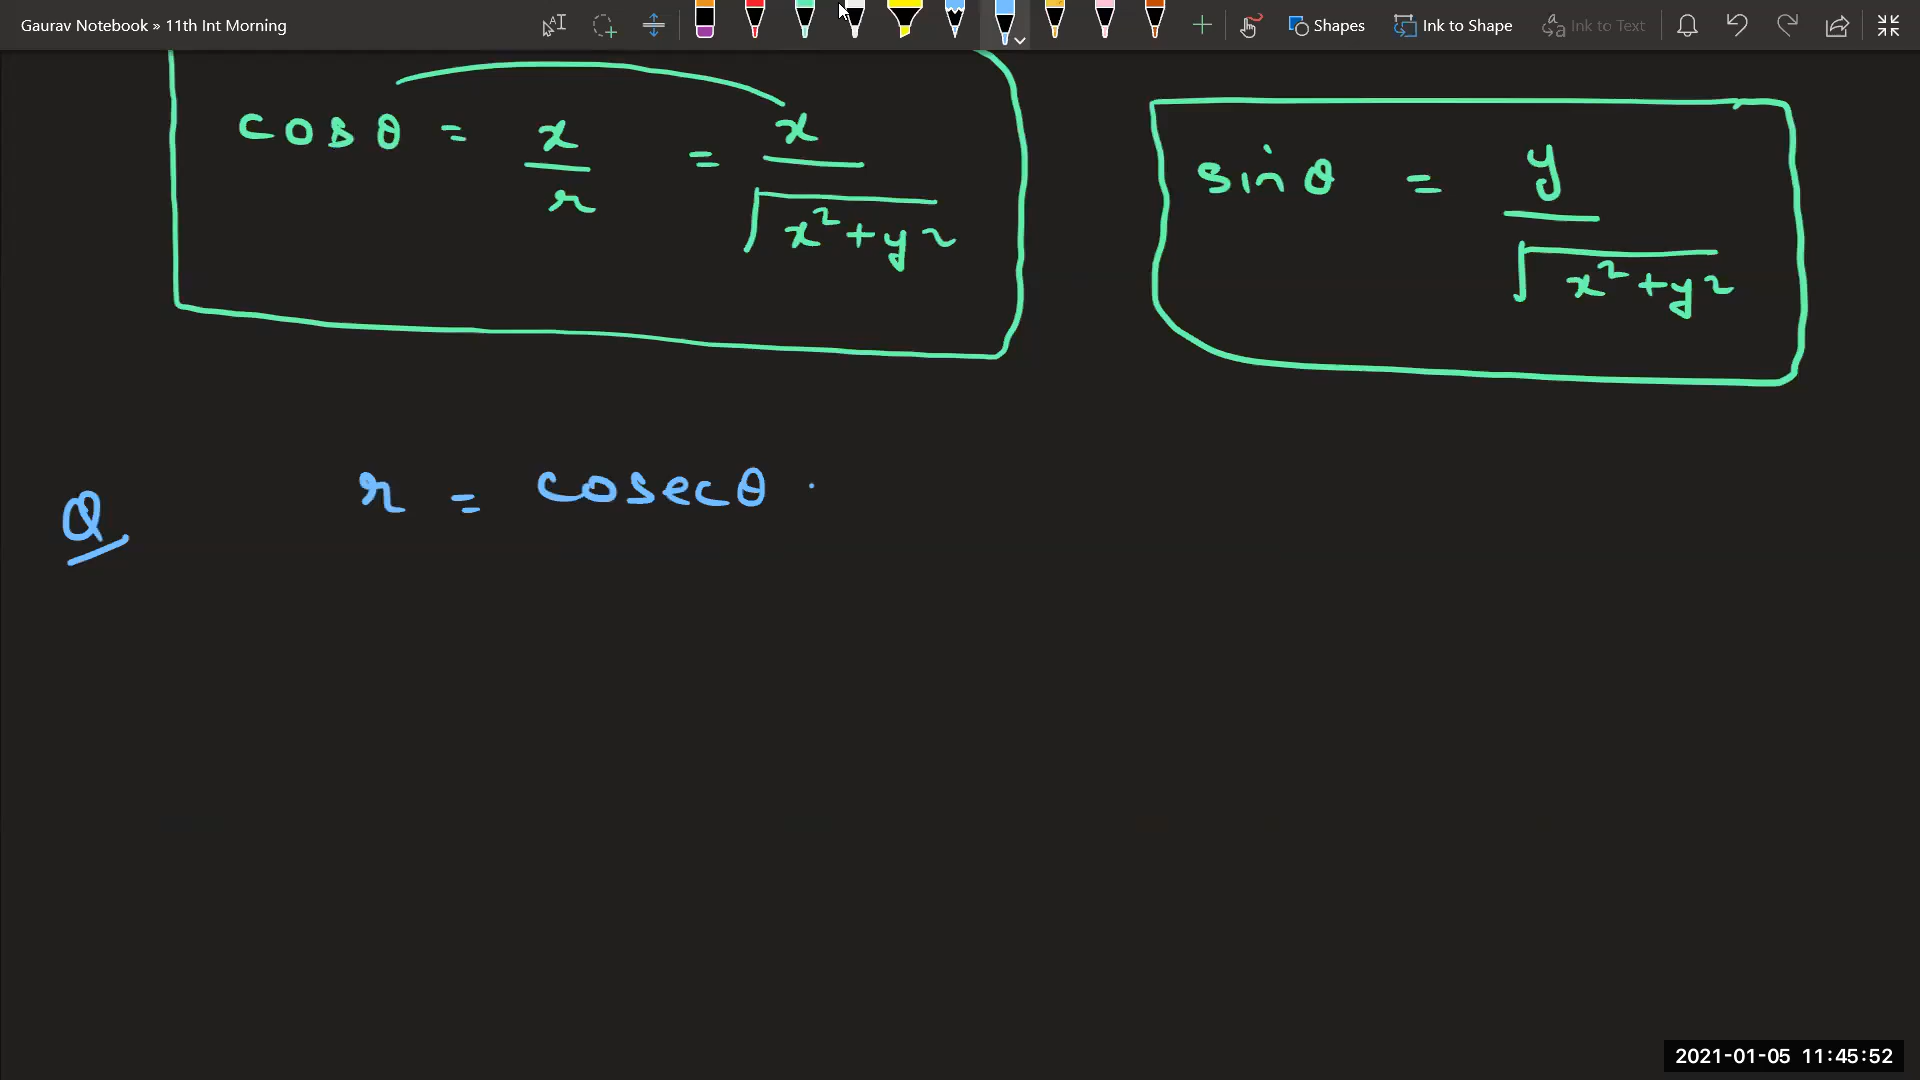 Gaurav Notebook » 11th Int Morning
Shapes
Ink to Shape
Ink to Text
cos θ = x / r = x / √(x² + y²)
sin θ = y / √(x² + y²)
Q r = cosec θ .
2021-01-05 11:45:52